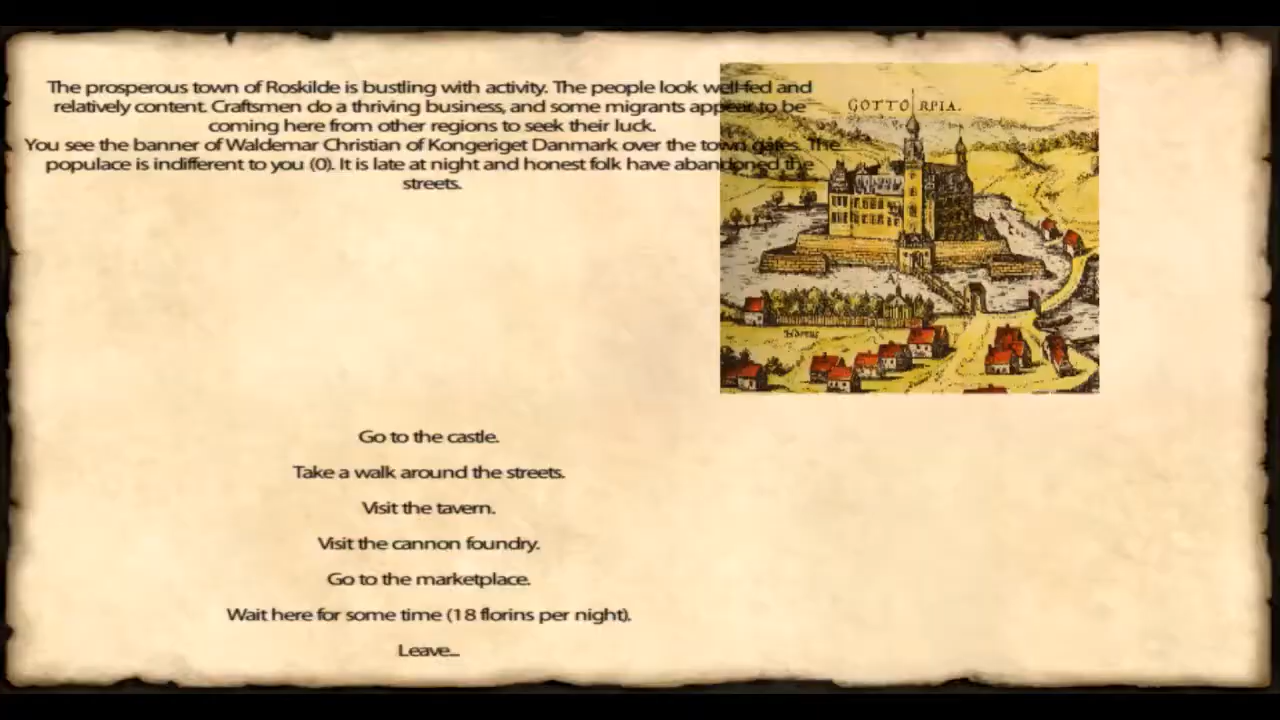 The prosperous town of Roskilde is bustling with activity. The people look well-fed and
relatively content. Craftsmen do a thriving business, and some migrants appear to be
coming here from other regions to seek their luck.
You see the banner of Waldemar Christian of Kongeriget Danmark over the town gates. The
populace is indifferent to you (0). It is late at night and honest folk have abandoned the
streets.
GOTTO RPIA.
Go to the castle.
Take a walk around the streets.
Visit the tavern.
Visit the cannon foundry.
Go to the marketplace.
Wait here for some time (18 florins per night).
Leave...